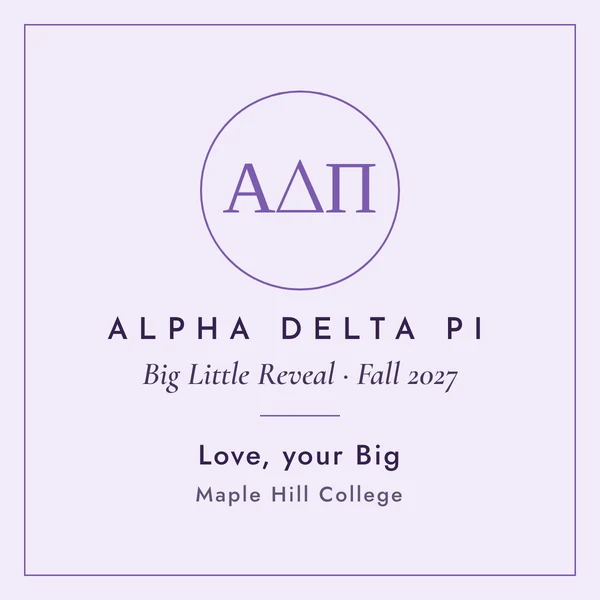 ΑΔΠ
ALPHA DELTA PI
Big Little Reveal · Fall 2027
Love, your Big
Maple Hill College